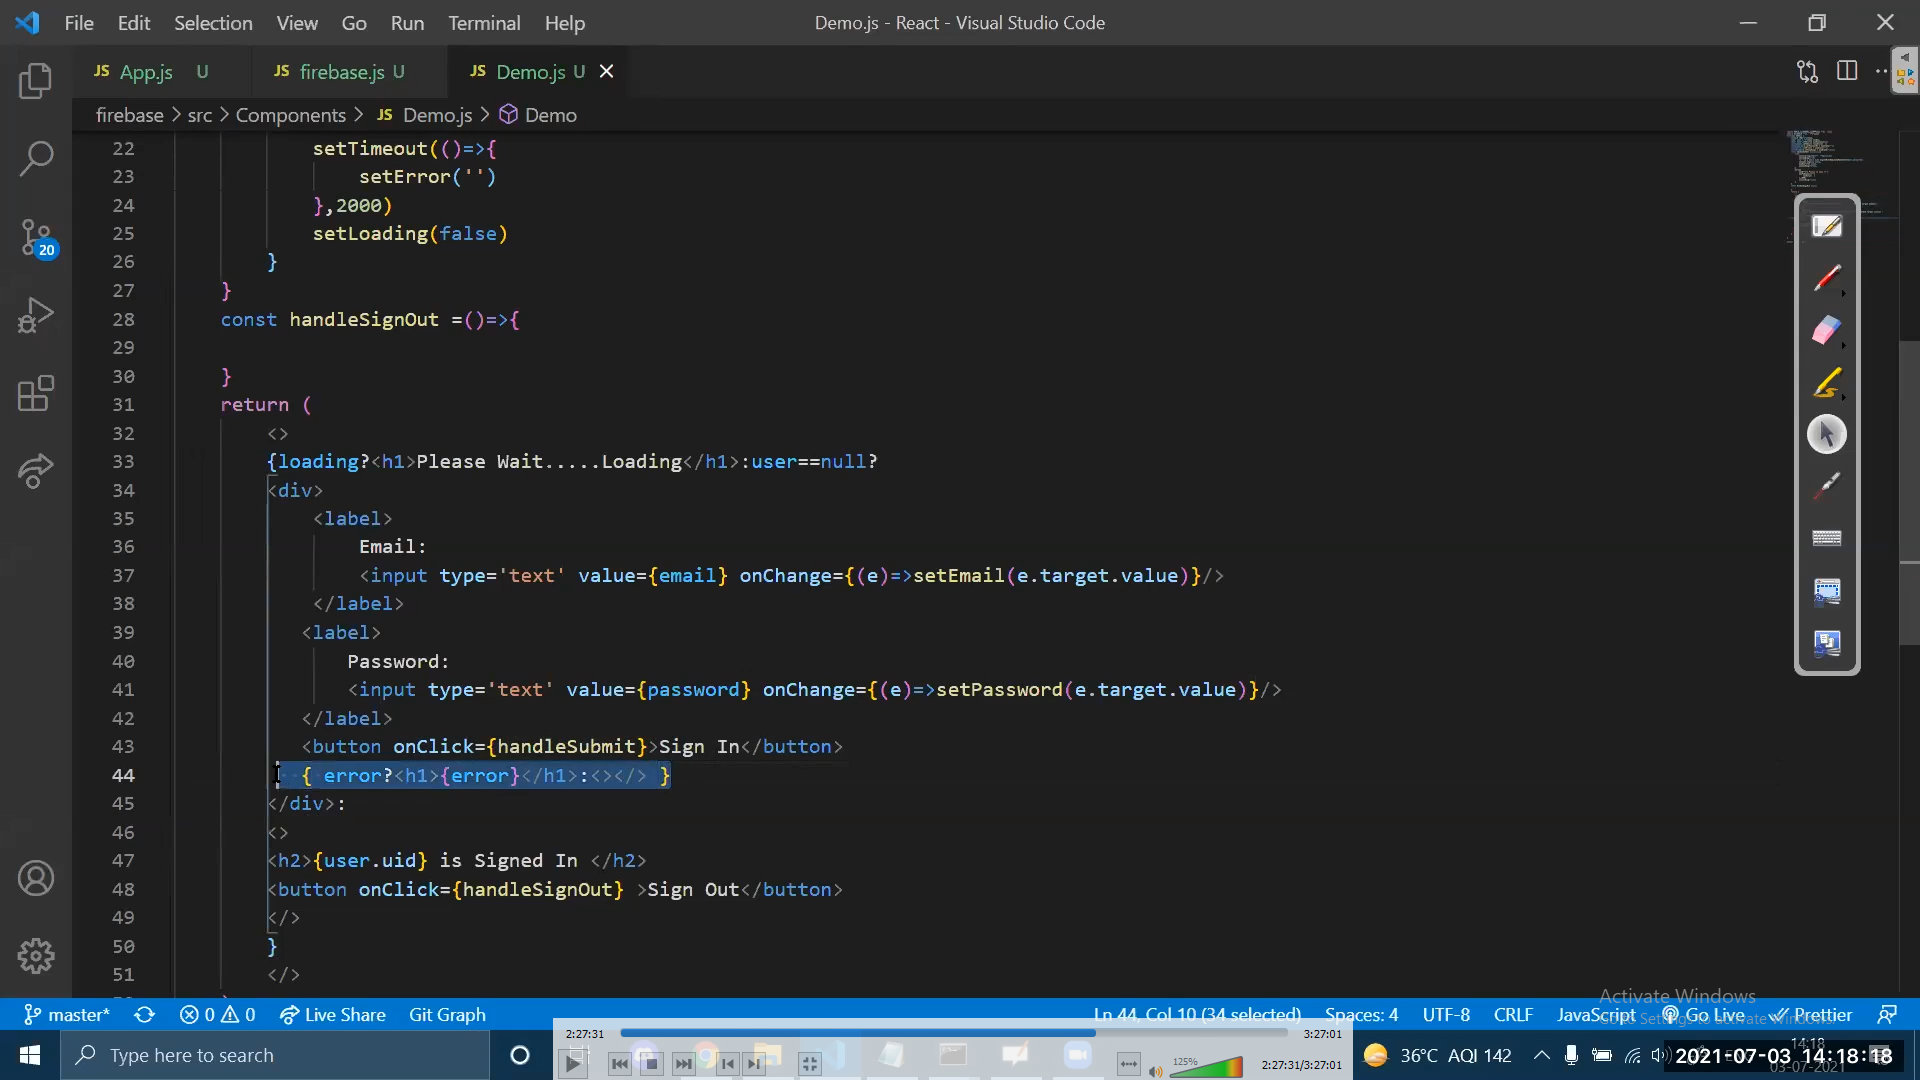 File Edit Selection View Go Run Terminal Help Demo.js - React - Visual Studio Code
JS App.js U JS firebase.js U JS Demo.js U
firebase > src > Components > JS Demo.js > Demo
22 setTimeout(()=>{
23 setError('')
24 },2000)
25 setLoading(false)
26 }
27 }
28 const handleSignOut =()=>{
29
30 }
31 return (
32 <>
33 {loading?<h1>Please Wait.....Loading</h1>:user==null?
34 <div>
35 <label>
36 Email:
37 <input type='text' value={email} onChange={(e)=>setEmail(e.target.value)}/>
38 </label>
39 <label>
40 Password:
41 <input type='text' value={password} onChange={(e)=>setPassword(e.target.value)}/>
42 </label>
43 <button onClick={handleSubmit}>Sign In</button>
44 { error?<h1>{error}</h1>:<></> }
45 </div>:
46 <>
47 <h2>{user.uid} is Signed In </h2>
48 <button onClick={handleSignOut} >Sign Out</button>
49 </>
50 }
51 </>
20
Activate Windows
Go to Settings to activate Windows.
master* 0 0 Live Share Git Graph Ln 44, Col 10 (34 selected) Spaces: 4 UTF-8 CRLF JavaScript Go Live Prettier
2:27:31 3:27:01
Type here to search 125% 2:27:31/3:27:01 36°C AQI 142 14:18 2021-07-03 14:18:18
03-07-2021